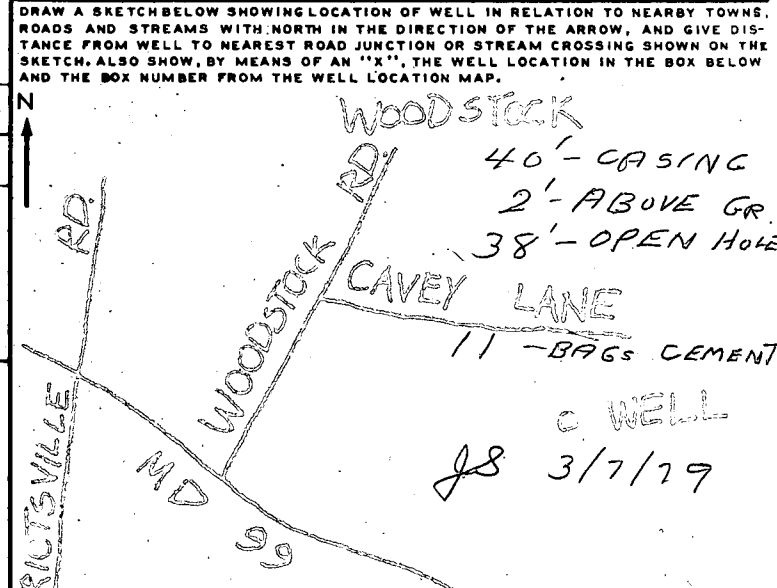 DRAW A SKETCH BELOW SHOWING LOCATION OF WELL IN RELATION TO NEARBY TOWNS,
ROADS AND STREAMS WITH NORTH IN THE DIRECTION OF THE ARROW, AND GIVE DIS-
TANCE FROM WELL TO NEAREST ROAD JUNCTION OR STREAM CROSSING SHOWN ON THE
SKETCH. ALSO SHOW, BY MEANS OF AN "X", THE WELL LOCATION IN THE BOX BELOW
AND THE BOX NUMBER FROM THE WELL LOCATION MAP.
N
WOODSTOCK
40'-CASING
2'-ABOVE GR.
38'-OPEN HOLE
RD.
WOODSTOCK RD.
CAVEY LANE
11-BAGS CEMENT
WELL
JS 3/7/79
MD 99
RICTSVILLE